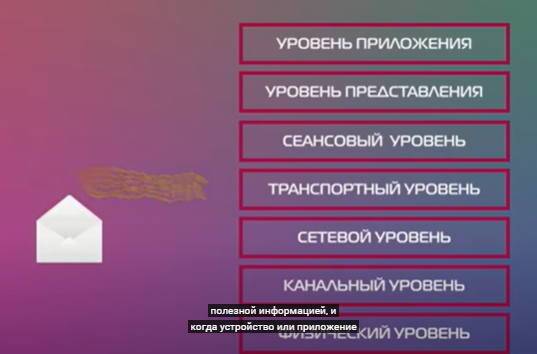 УРОВЕНЬ ПРИЛОЖЕНИЯ
УРОВЕНЬ ПРЕДСТАВЛЕНИЯ
СЕАНСОВЫЙ УРОВЕНЬ
ТРАНСПОРТНЫЙ УРОВЕНЬ
СЕТЕВОЙ УРОВЕНЬ
КАНАЛЬНЫЙ УРОВЕНЬ
полезной информацией, и
когда устройство или приложение
ФИЗИЧЕСКИЙ УРОВЕНЬ